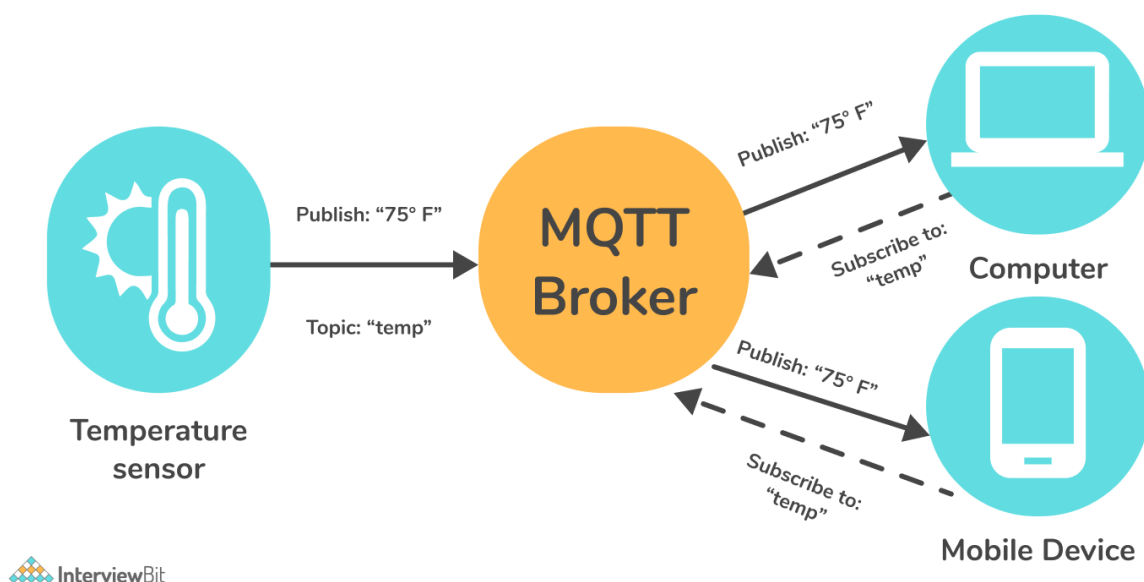 Publish: “75° F”
Topic: “temp”
Temperature
sensor
MQTT
Broker
Publish: “75° F”
Subscribe to:
“temp”
Computer
Publish: “75° F”
Subscribe to:
“temp”
Mobile Device
InterviewBit